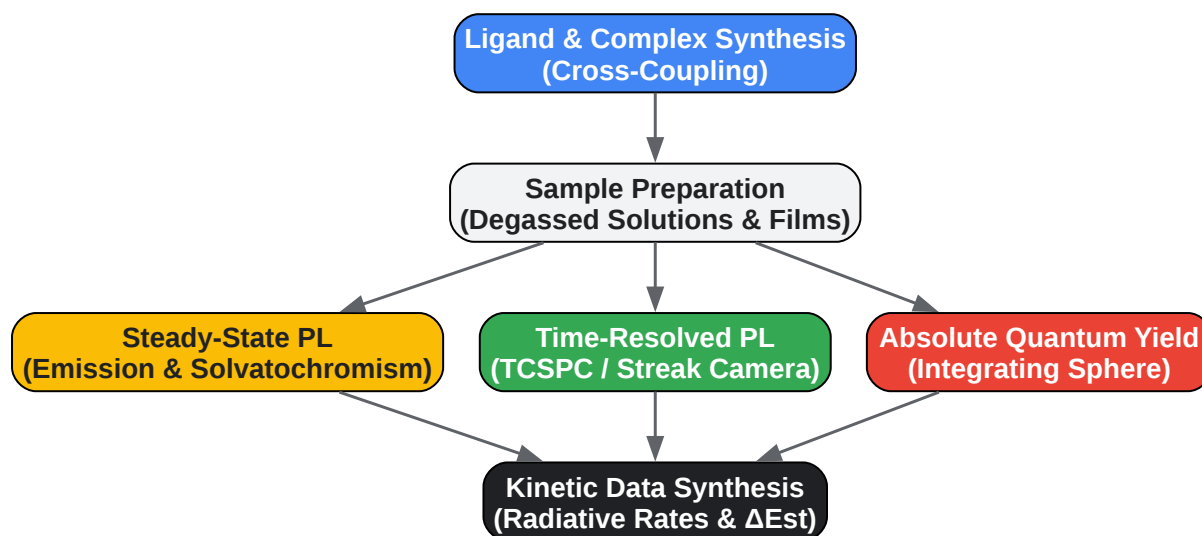 Ligand & Complex Synthesis
(Cross-Coupling)
Sample Preparation
(Degassed Solutions & Films)
Steady-State PL
(Emission & Solvatochromism)
Time-Resolved PL
(TCSPC / Streak Camera)
Absolute Quantum Yield
(Integrating Sphere)
Kinetic Data Synthesis
(Radiative Rates & ΔEst)